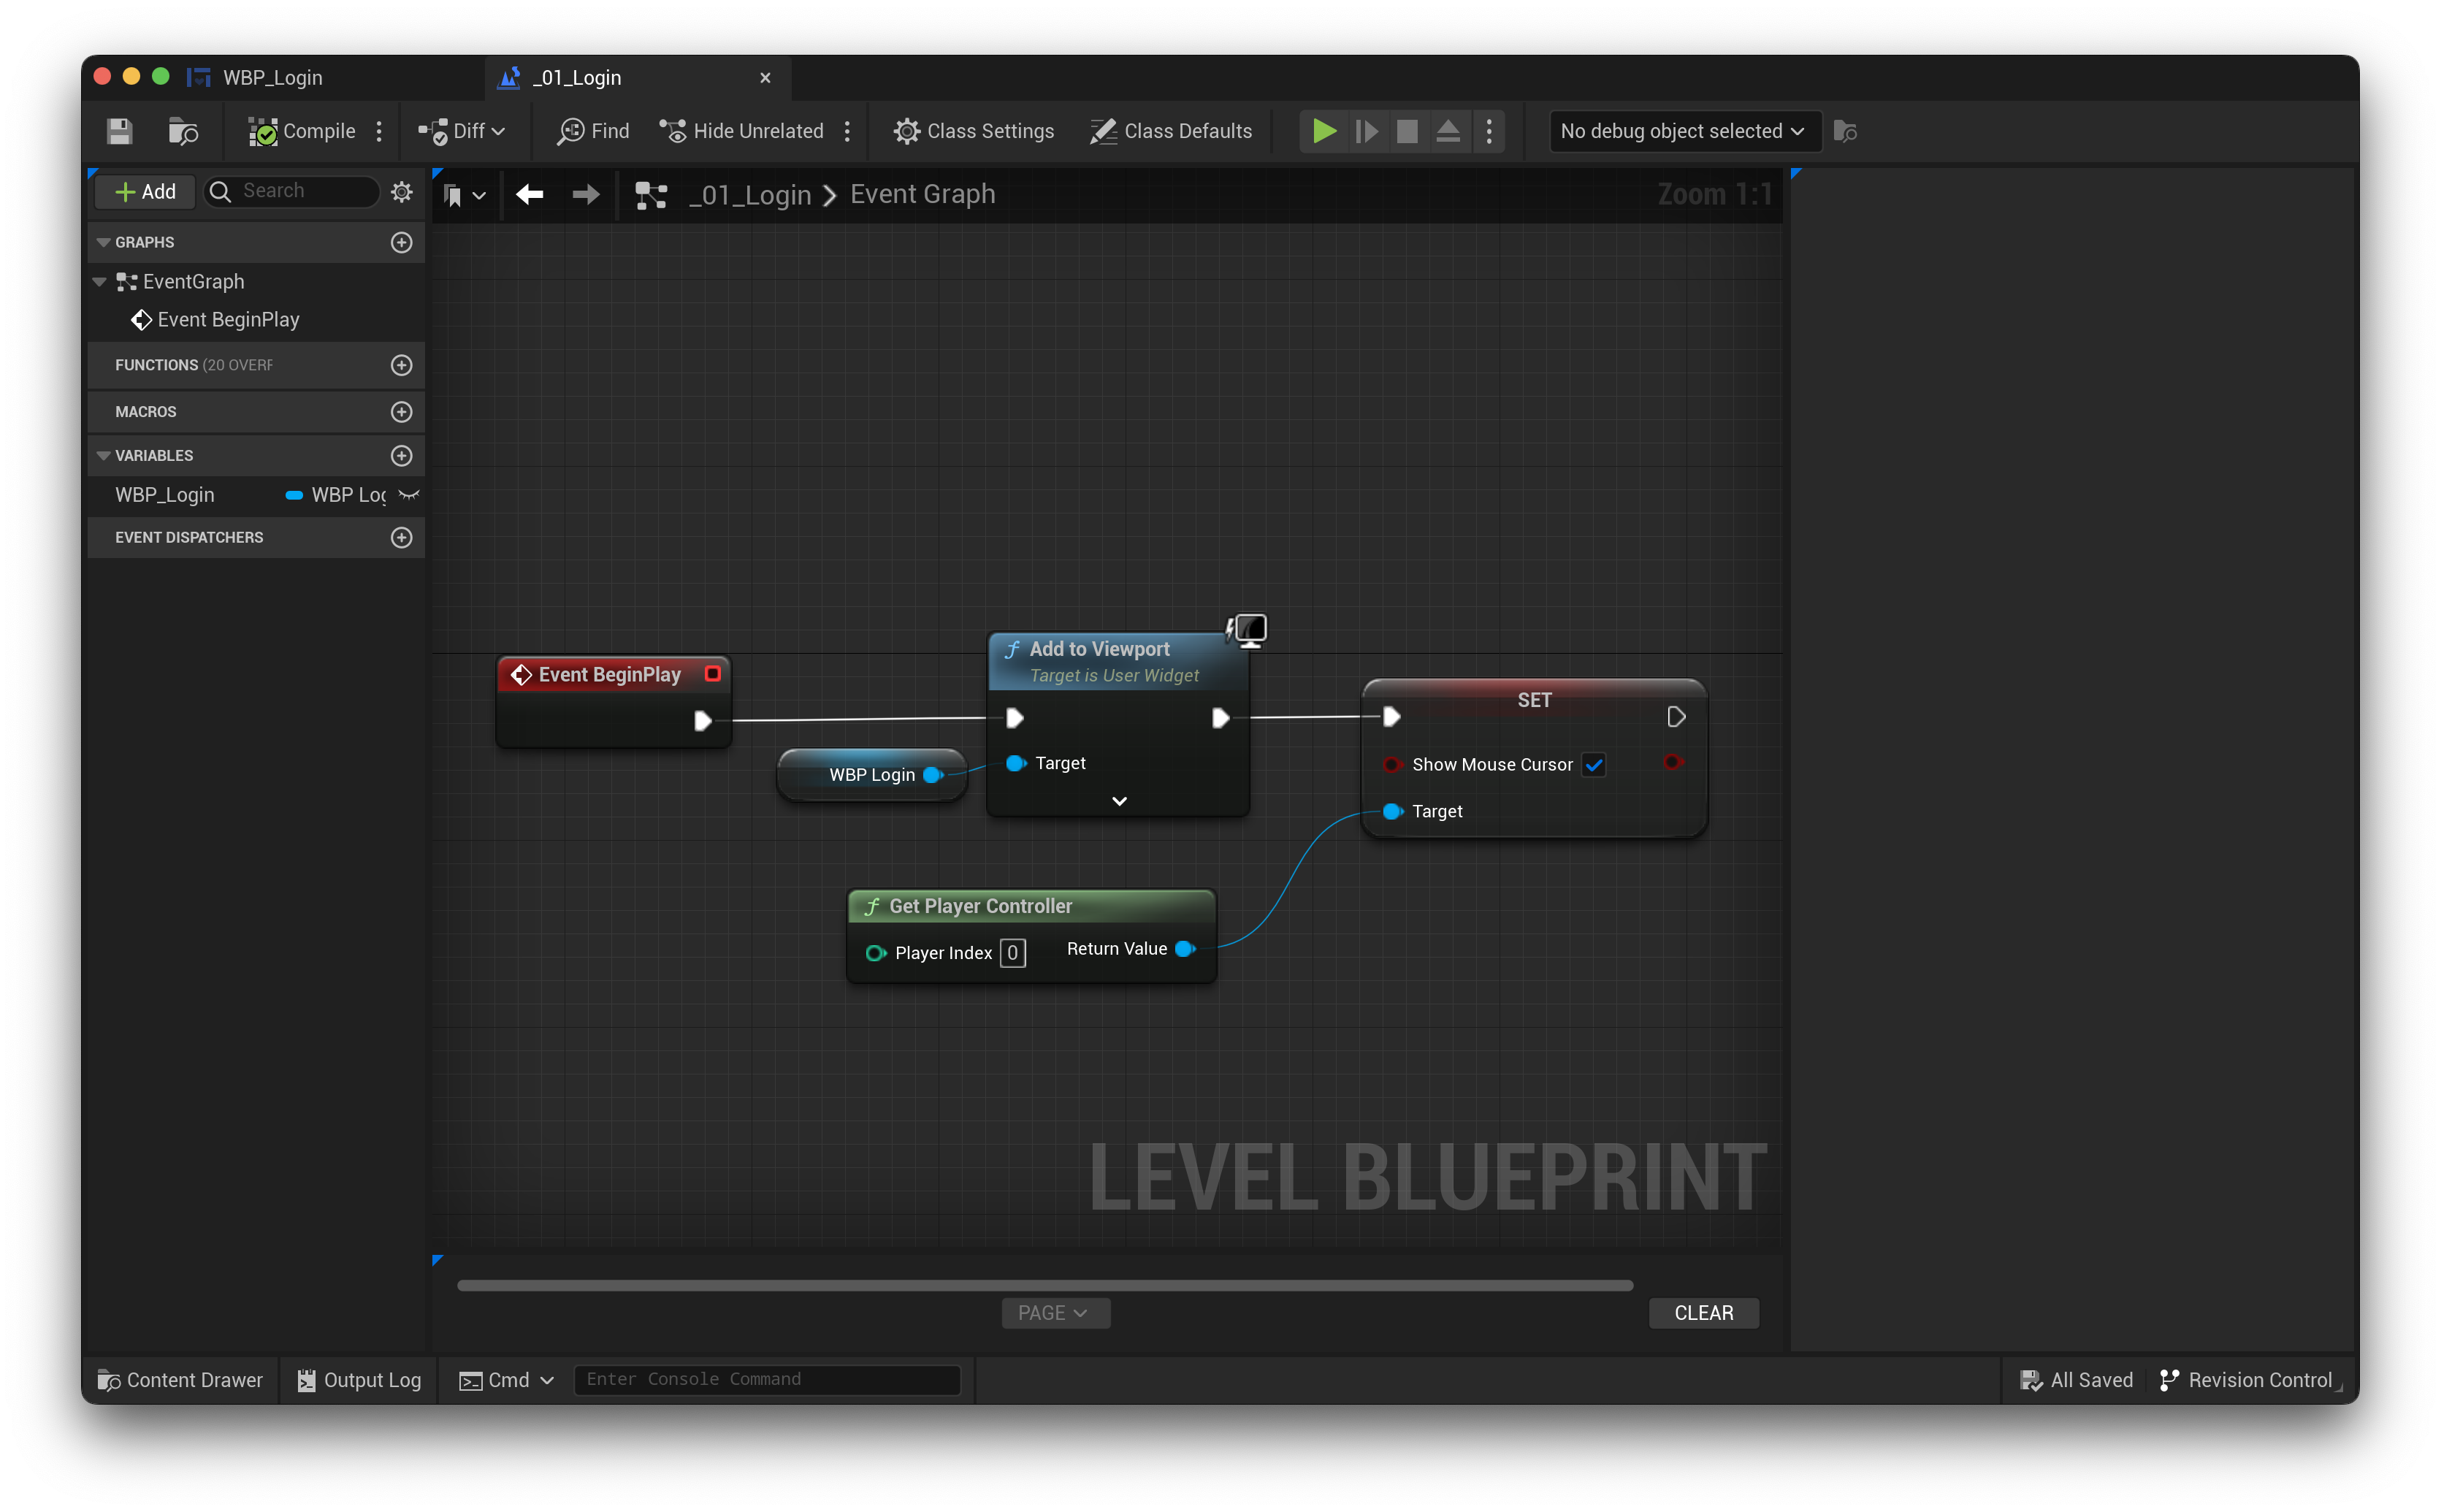 WBP_Login
_01_Login
Compile
Diff
Find
Hide Unrelated
Class Settings
Class Defaults
No debug object selected
Add
Search
_01_Login > Event Graph
Zoom 1:1
GRAPHS
EventGraph
Event BeginPlay
FUNCTIONS (20 OVERF
MACROS
VARIABLES
WBP_Login WBP Log
EVENT DISPATCHERS
Event BeginPlay
Add to Viewport
Target is User Widget
Target
WBP Login
SET
Show Mouse Cursor
Target
Get Player Controller
Player Index 0
Return Value
LEVEL BLUEPRINT
PAGE
CLEAR
Content Drawer
Output Log
Cmd
Enter Console Command
All Saved
Revision Control